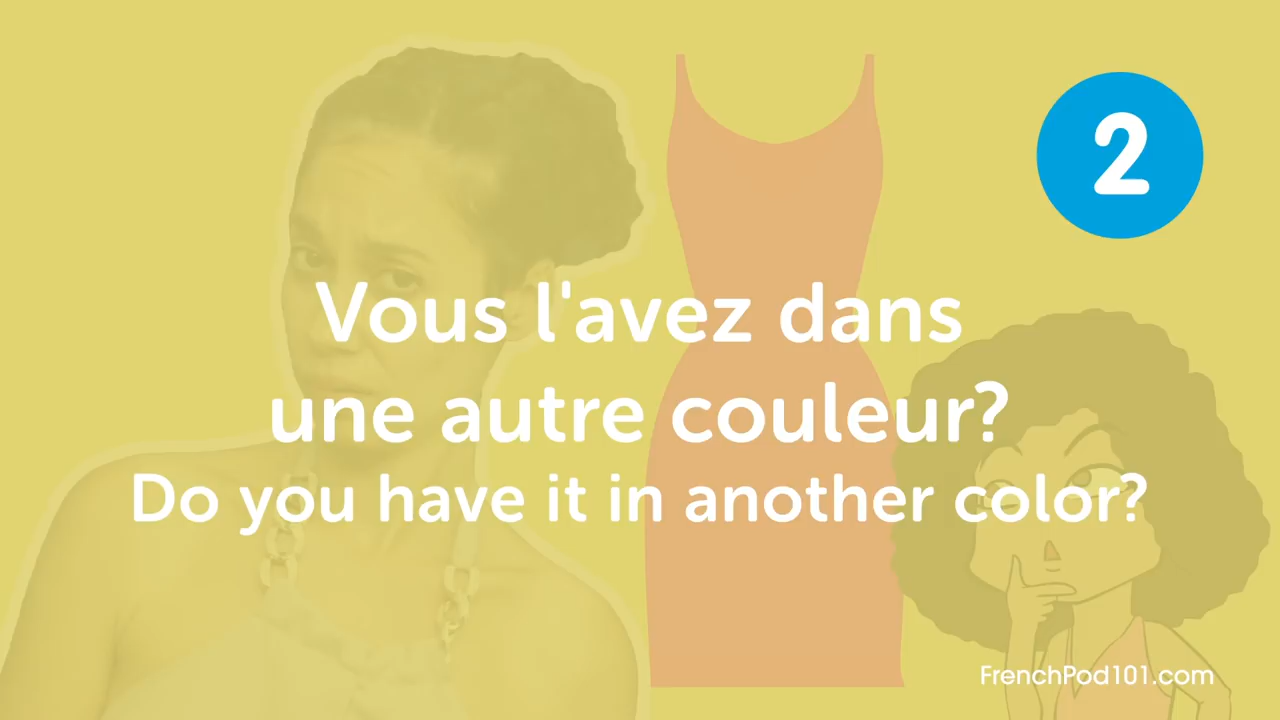 2
Vous l'avez dans
une autre couleur?
Do you have it in another color?
FrenchPod101.com